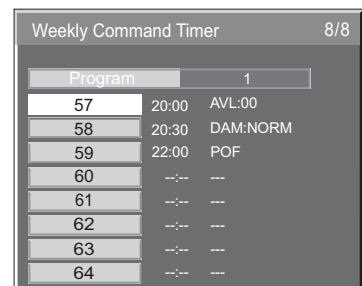 Weekly Command Timer 8/8
Program 1
57 20:00 AVL:00
58 20:30 DAM:NORM
59 22:00 POF
60 --:-- ---
61 --:-- ---
62 --:-- ---
63 --:-- ---
64 --:-- ---